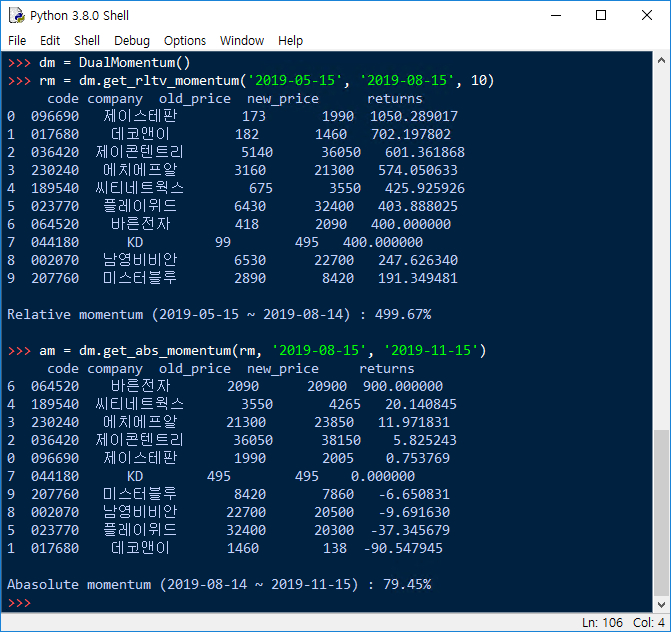 Python 3.8.0 Shell
File Edit Shell Debug Options Window Help
>>> dm = DualMomentum()
>>> rm = dm.get_rltv_momentum('2019-05-15', '2019-08-15', 10)
code company old_price new_price returns
0 096690 제이스테판 173 1990 1050.289017
1 017680 데코앤이 182 1460 702.197802
2 036420 제이콘텐트리 5140 36050 601.361868
3 230240 에치에프알 3160 21300 574.050633
4 189540 씨티네트웍스 675 3550 425.925926
5 023770 플레이위드 6430 32400 403.888025
6 064520 바른전자 418 2090 400.000000
7 044180 KD 99 495 400.000000
8 002070 남영비비안 6530 22700 247.626340
9 207760 미스터블루 2890 8420 191.349481
Relative momentum (2019-05-15 ~ 2019-08-14) : 499.67%
>>> am = dm.get_abs_momentum(rm, '2019-08-15', '2019-11-15')
code company old_price new_price returns
6 064520 바른전자 2090 20900 900.000000
4 189540 씨티네트웍스 3550 4265 20.140845
3 230240 에치에프알 21300 23850 11.971831
2 036420 제이콘텐트리 36050 38150 5.825243
0 096690 제이스테판 1990 2005 0.753769
7 044180 KD 495 495 0.000000
9 207760 미스터블루 8420 7860 -6.650831
8 002070 남영비비안 22700 20500 -9.691630
5 023770 플레이위드 32400 20300 -37.345679
1 017680 데코앤이 1460 138 -90.547945
Abasolute momentum (2019-08-14 ~ 2019-11-15) : 79.45%
>>>
Ln: 106 Col: 4